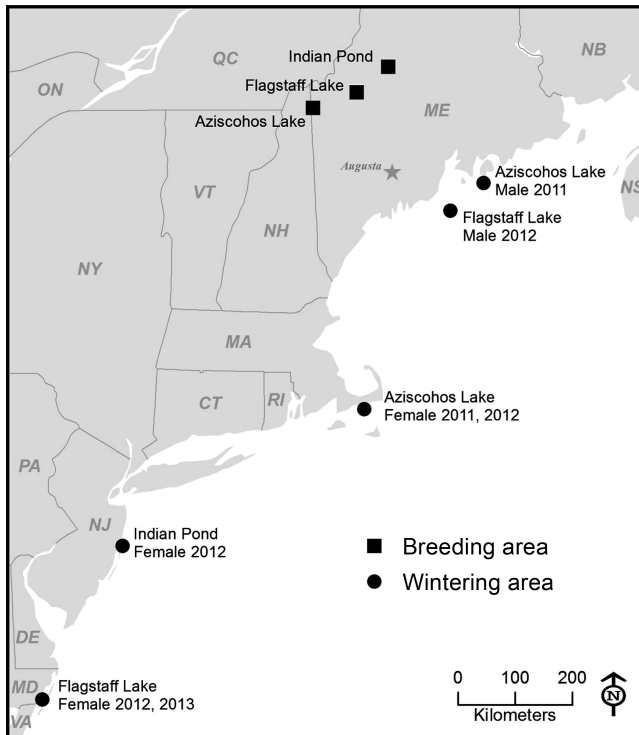 Indian Pond
NB
QC
Flagstaff Lake
ON
ME
Aziscohos Lake
Augusta
Aziscohos Lake
Male 2011
NS
VT
Flagstaff Lake
Male 2012
NH
NY
MA
Aziscohos Lake
Female 2011, 2012
CT
RI
PA
NJ
Indian Pond
Female 2012
Breeding area
Wintering area
DE
MD
Flagstaff Lake
Female 2012, 2013
VA
0 100 200
Kilometers
N